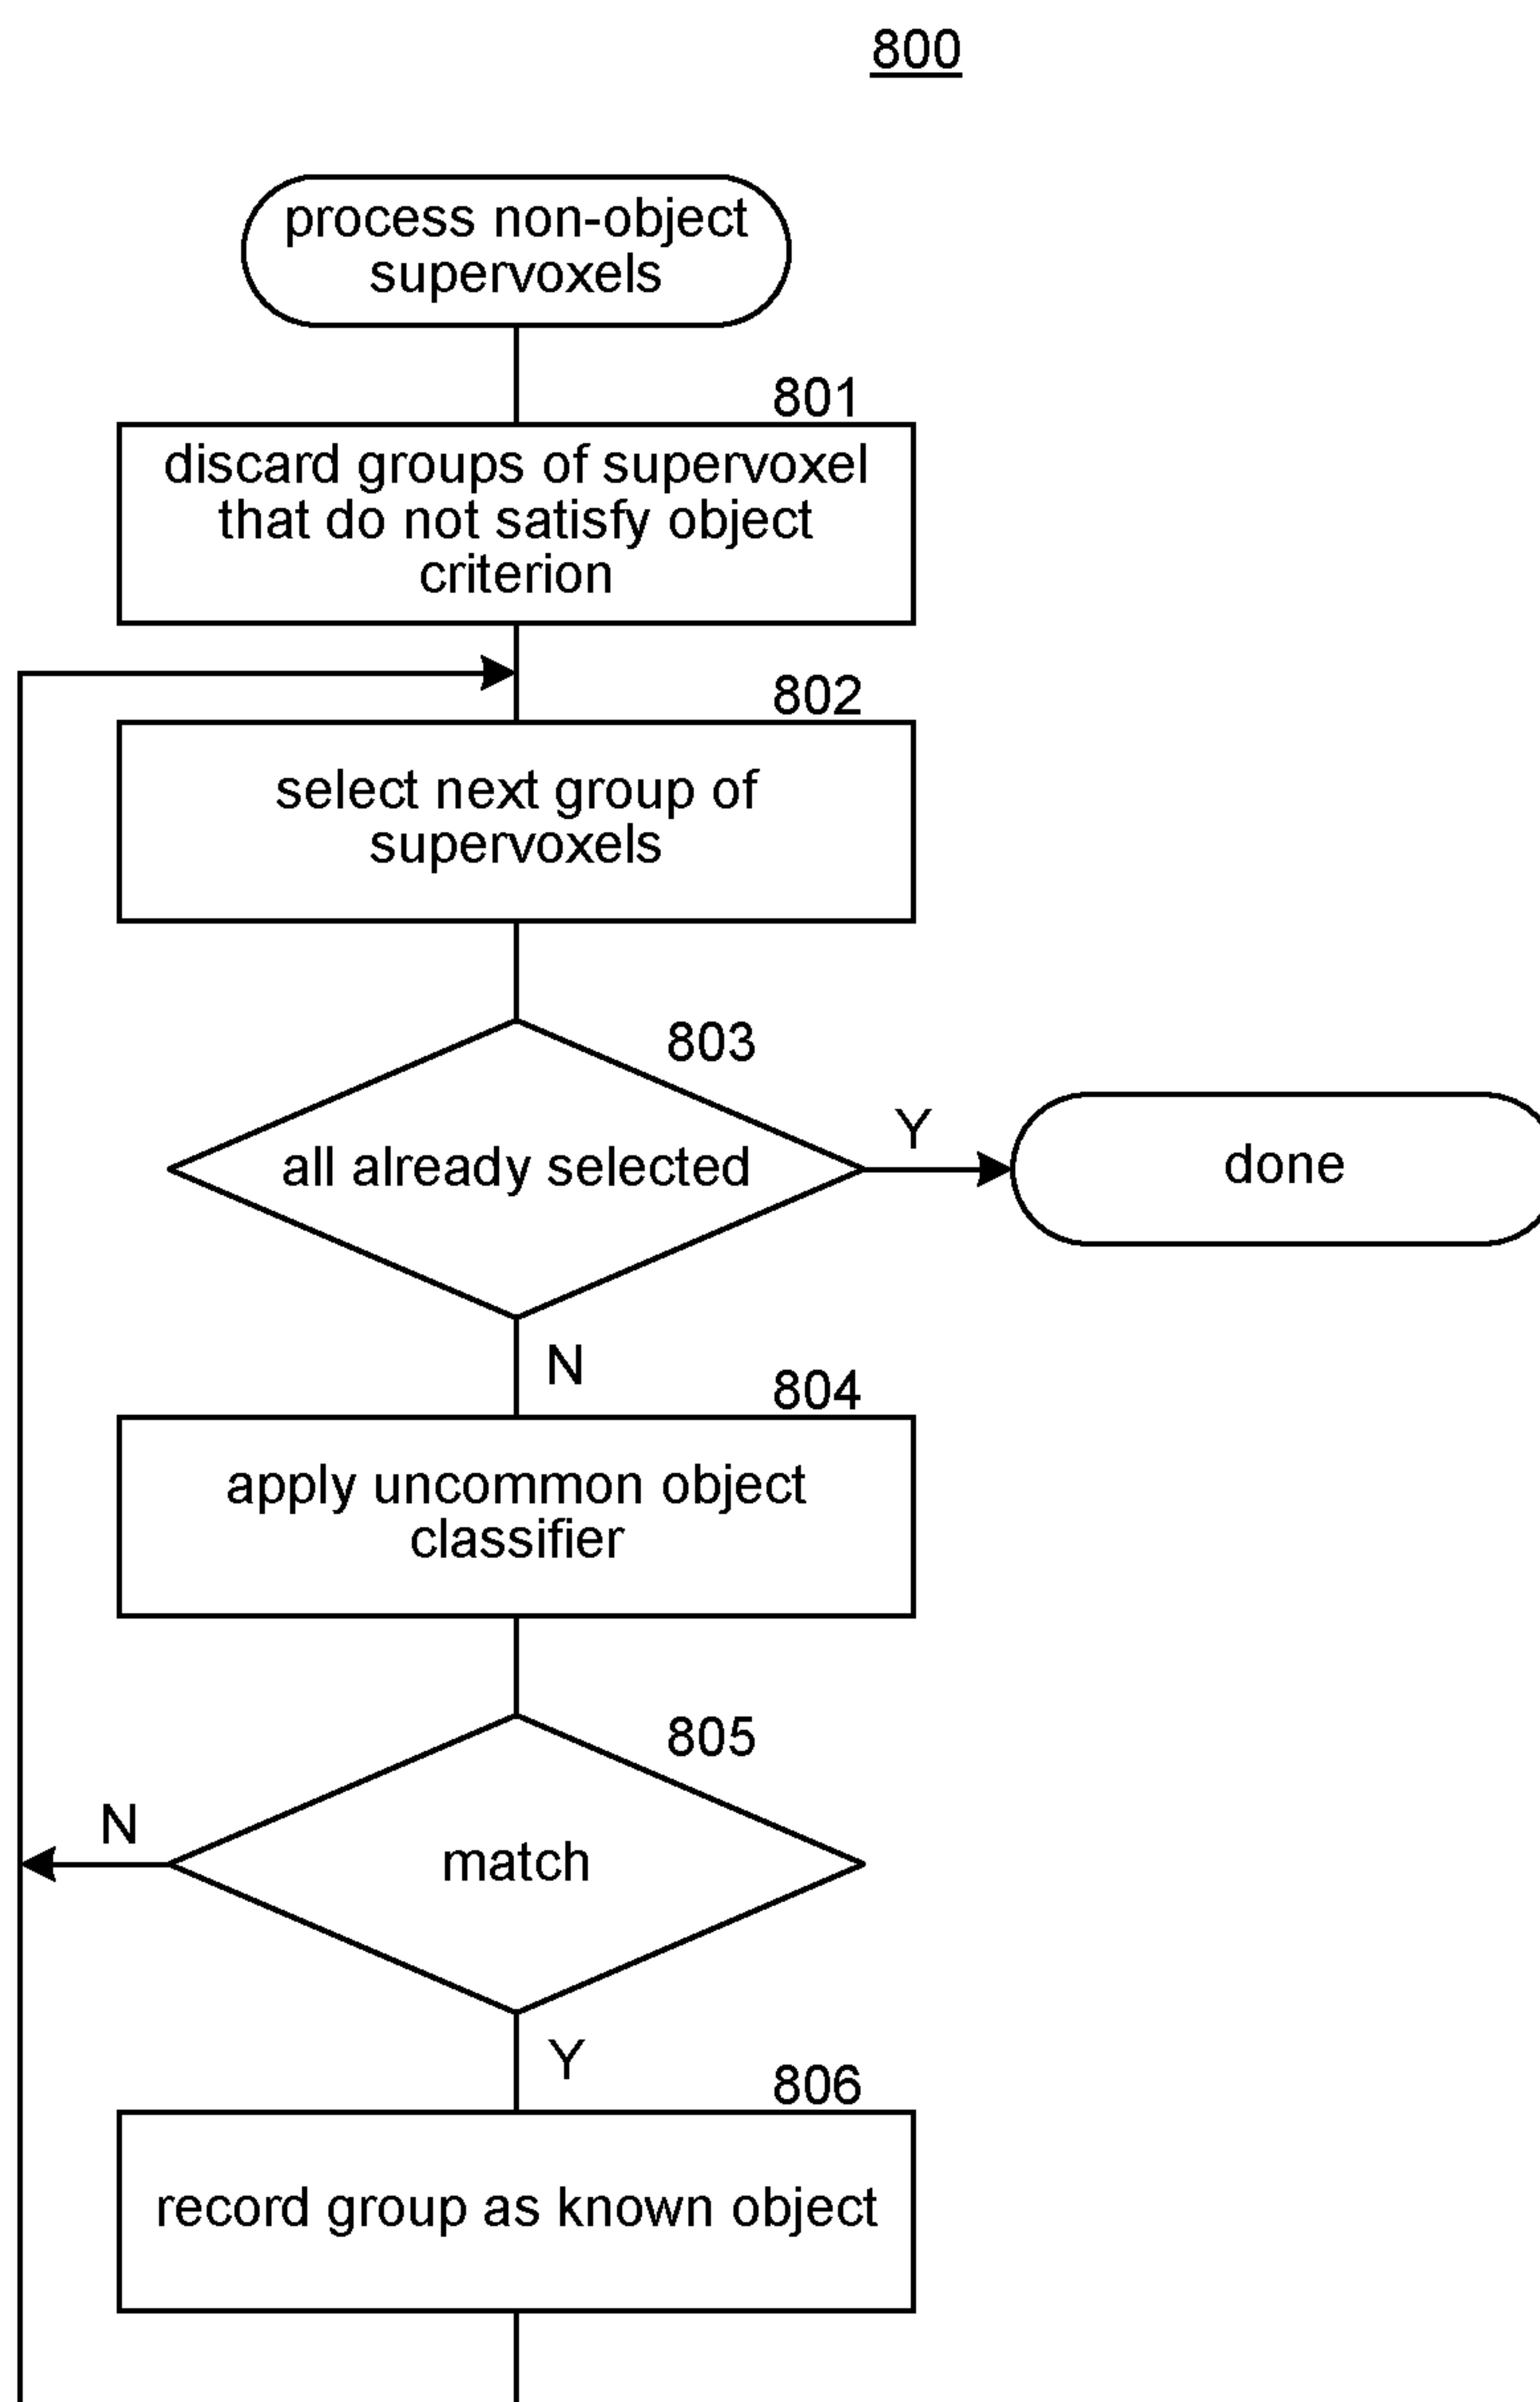 800
process non-object
supervoxels
801
discard groups of supervoxel
that do not satisfy object
criterion
802
select next group of
supervoxels
803
all already selected
Y
done
N
804
apply uncommon object
classifier
805
N
match
Y
806
record group as known object